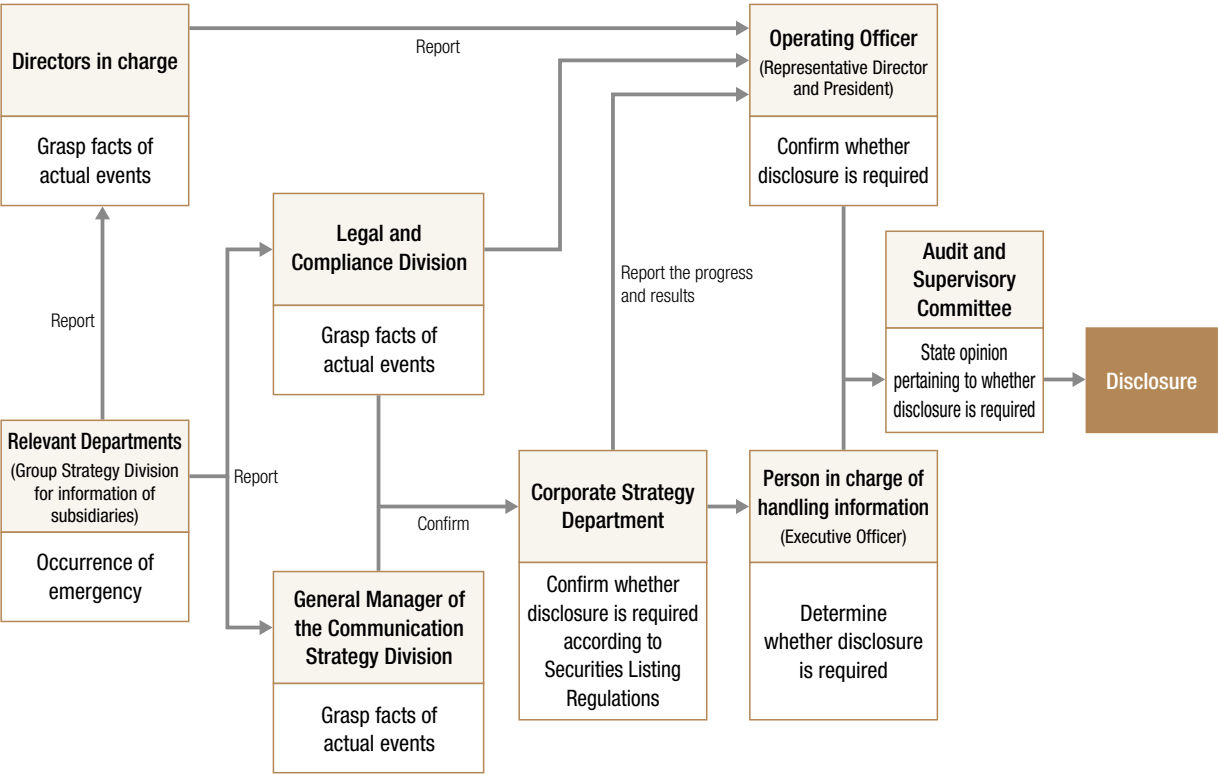 Directors in charge
Grasp facts of
actual events
Report
Operating Officer
(Representative Director
and President)
Confirm whether
disclosure is required
Report
Legal and
Compliance Division
Grasp facts of
actual events
Report the progress
and results
Audit and
Supervisory
Committee
State opinion
pertaining to whether
disclosure is required
Disclosure
Relevant Departments
(Group Strategy Division
for information of
subsidiaries)
Occurrence of
emergency
Report
Confirm
General Manager of
the Communication
Strategy Division
Grasp facts of
actual events
Corporate Strategy
Department
Confirm whether
disclosure is required
according to
Securities Listing
Regulations
Person in charge of
handling information
(Executive Officer)
Determine
whether disclosure
is required